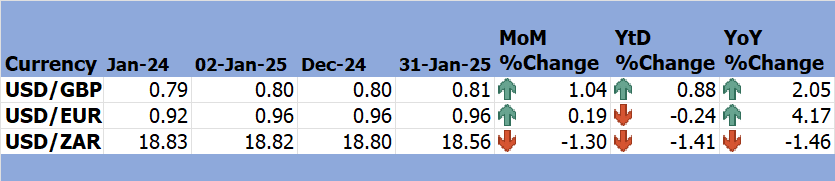 Currency Jan-24 02-Jan-25 Dec-24 31-Jan-25 MoM %Change YtD %Change YoY %Change
USD/GBP 0.79 0.80 0.80 0.81 1.04 0.88 2.05
USD/EUR 0.92 0.96 0.96 0.96 0.19 -0.24 4.17
USD/ZAR 18.83 18.82 18.80 18.56 -1.30 -1.41 -1.46